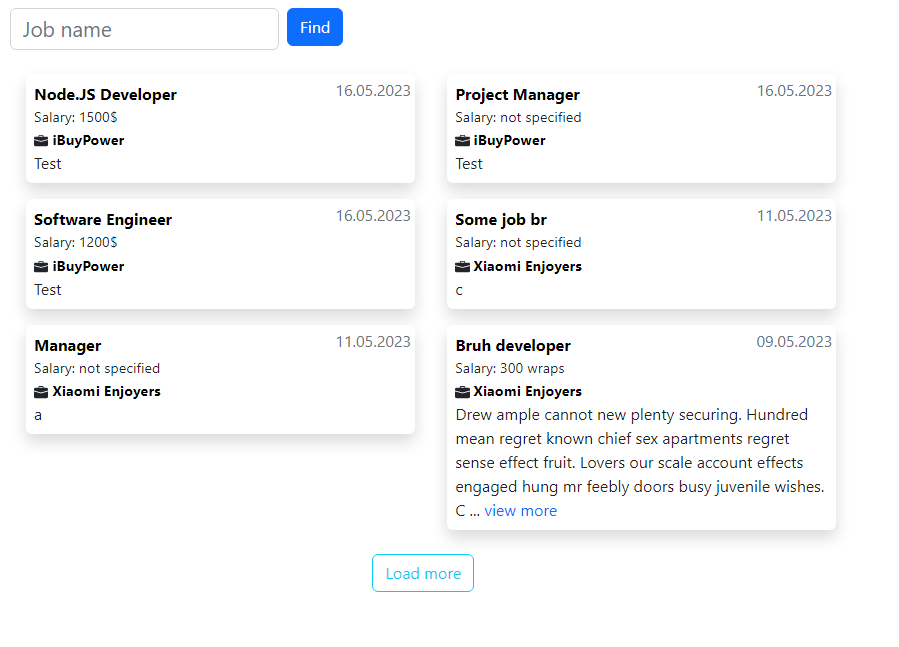 Job name
Find
Node.JS Developer
16.05.2023
Salary: 1500$
iBuyPower
Test
Project Manager
16.05.2023
Salary: not specified
iBuyPower
Test
Software Engineer
16.05.2023
Salary: 1200$
iBuyPower
Test
Some job br
11.05.2023
Salary: not specified
Xiaomi Enjoyers
c
Manager
11.05.2023
Salary: not specified
Xiaomi Enjoyers
a
Bruh developer
09.05.2023
Salary: 300 wraps
Xiaomi Enjoyers
Drew ample cannot new plenty securing. Hundred
mean regret known chief sex apartments regret
sense effect fruit. Lovers our scale account effects
engaged hung mr feebly doors busy juvenile wishes.
C ... view more
Load more